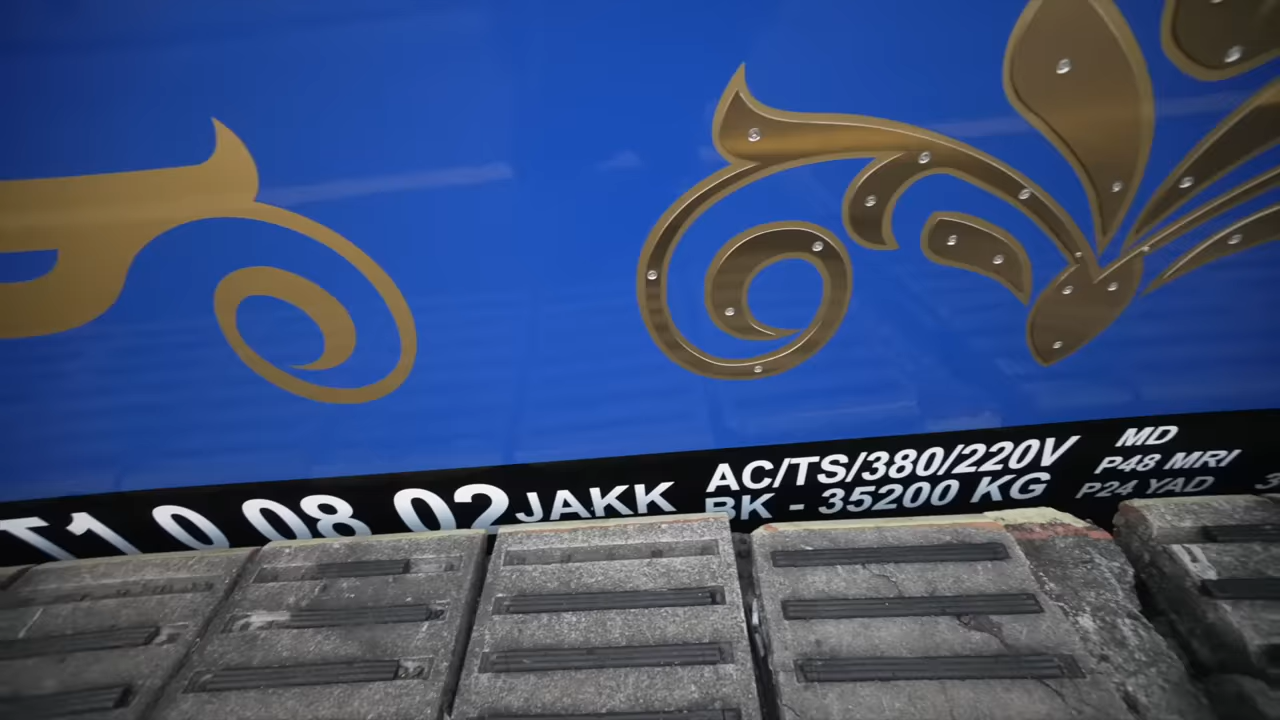 T1 0 08 02 JAKK
AC/TS/380/220V
BK - 35200 KG
MD
P48 MRI
P24 YAD